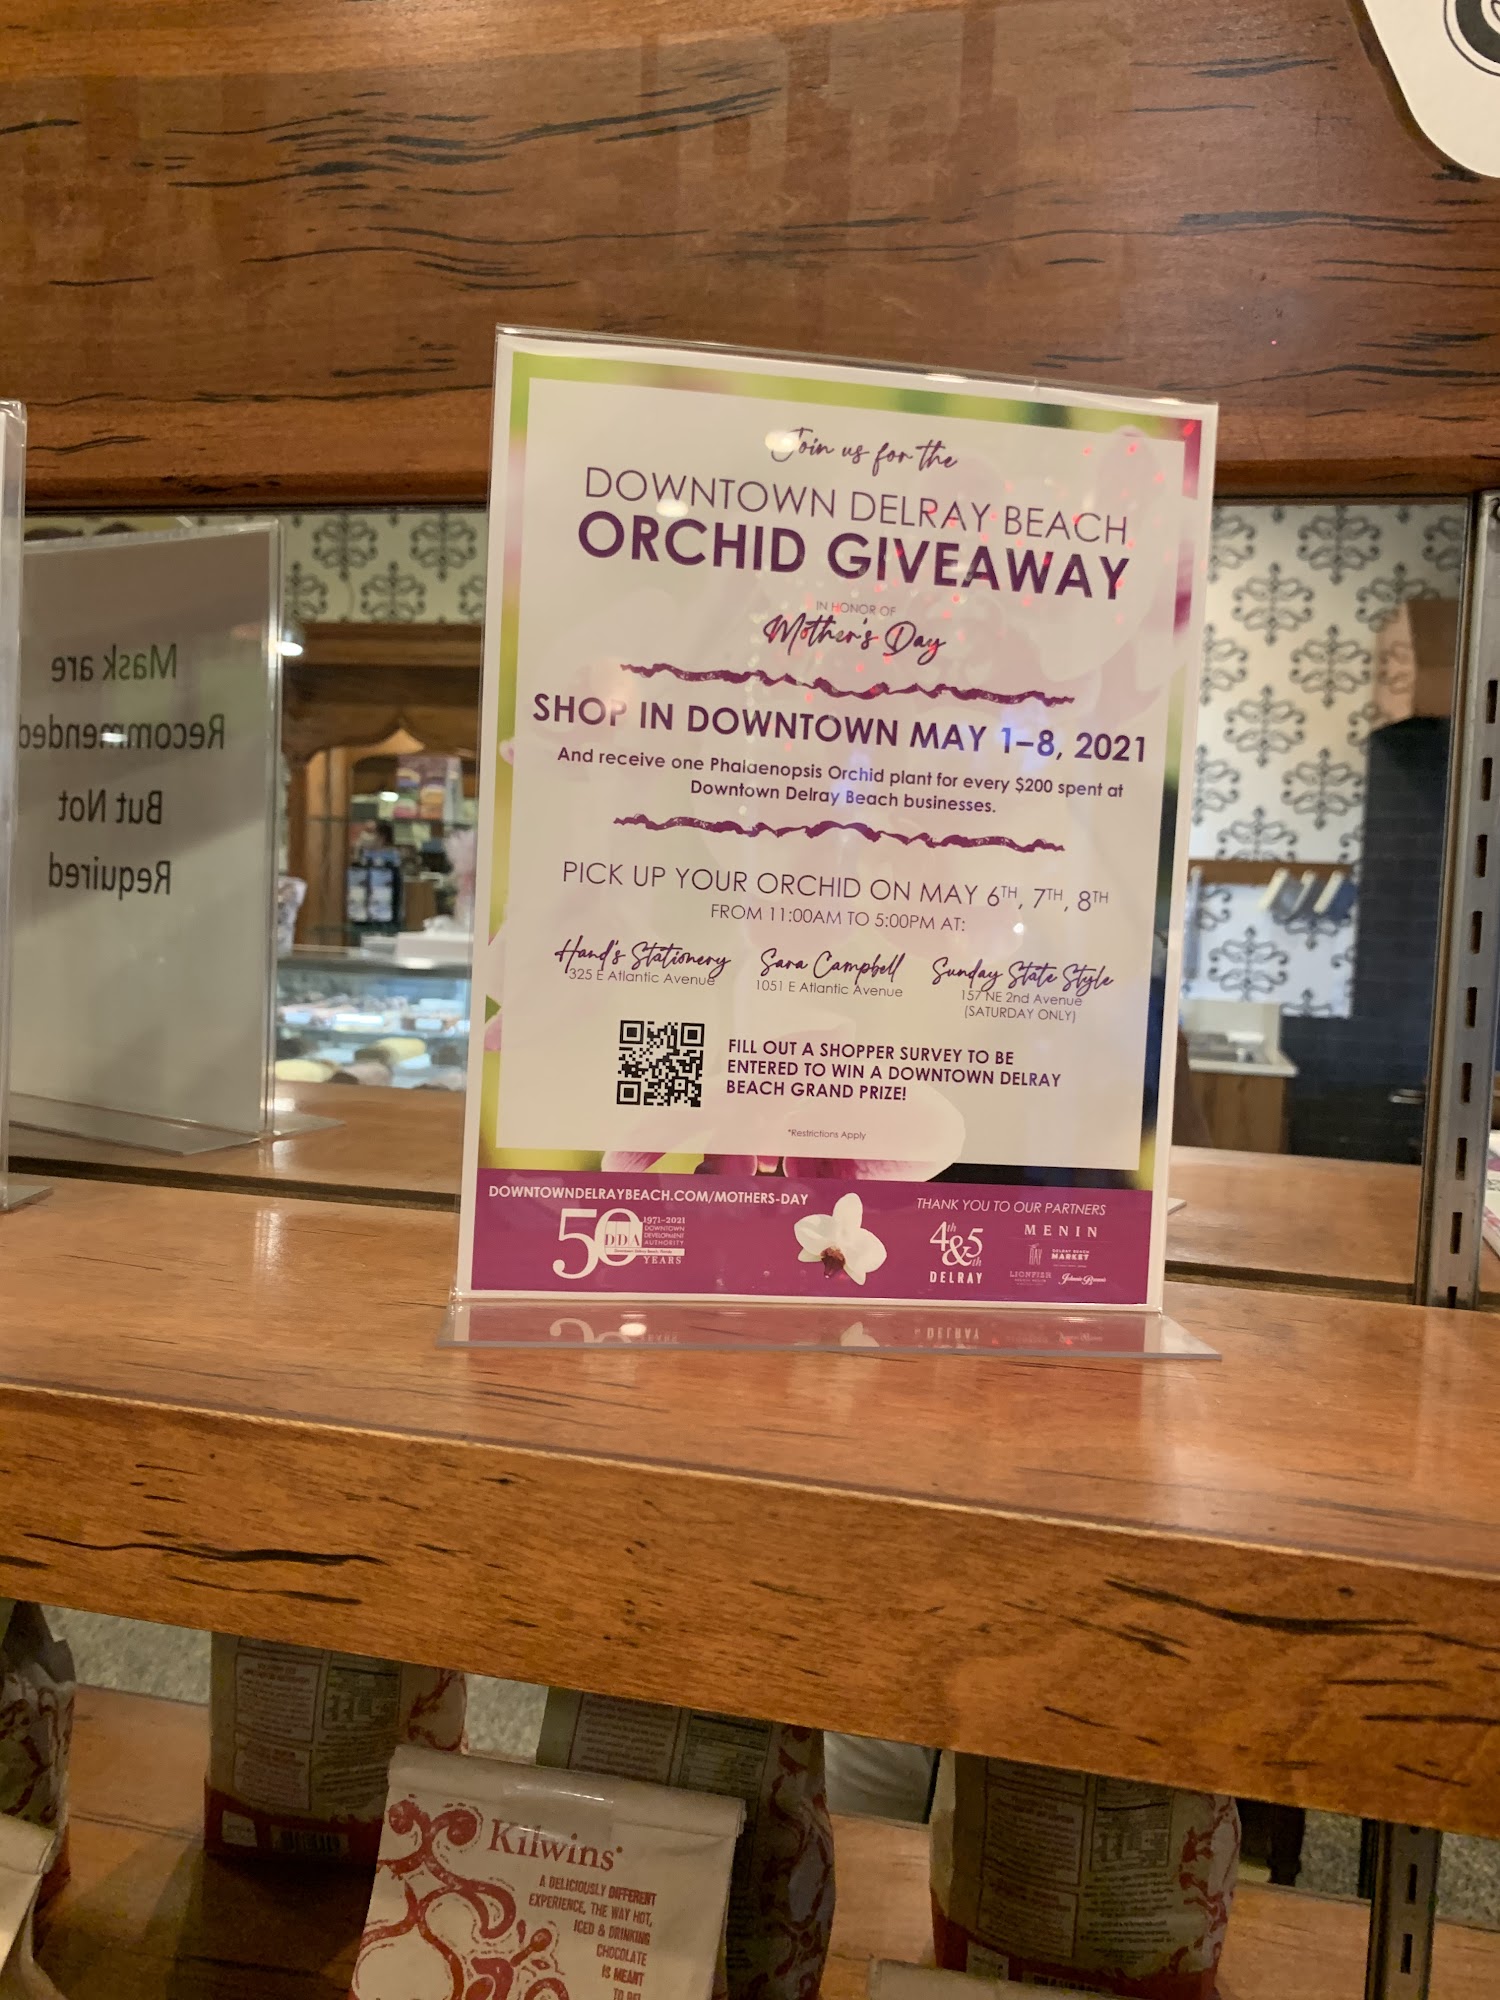 Join us for the
DOWNTOWN DELRAY BEACH
ORCHID GIVEAWAY
IN HONOR OF
Mother's Day
SHOP IN DOWNTOWN MAY 1–8, 2021
And receive one Phalaenopsis Orchid plant for every $200 spent at
Downtown Delray Beach businesses.
PICK UP YOUR ORCHID ON MAY 6TH, 7TH, 8TH
FROM 11:00AM TO 5:00PM AT:
Hand's Stationery
325 E Atlantic Avenue
Sara Campbell
1051 E Atlantic Avenue
Sunday State Style
157 NE 2nd Avenue
(SATURDAY ONLY)
FILL OUT A SHOPPER SURVEY TO BE
ENTERED TO WIN A DOWNTOWN DELRAY
BEACH GRAND PRIZE!
*Restrictions Apply
DOWNTOWNDELRAYBEACH.COM/MOTHERS-DAY
50 YEARS
DDA
1971-2021
DOWNTOWN
DEVELOPMENT
AUTHORITY
THANK YOU TO OUR PARTNERS
4th
&5th
DELRAY
MENIN
DELRAY BEACH
MARKET
LIONFISH
Johnnie Brown's
Mask are
Recommended
But Not
Required
Kilwins
A DELICIOUSLY DIFFERENT
EXPERIENCE, THE WAY HOT,
ICED & DRINKING
CHOCOLATE
IS MEANT
TO BE!